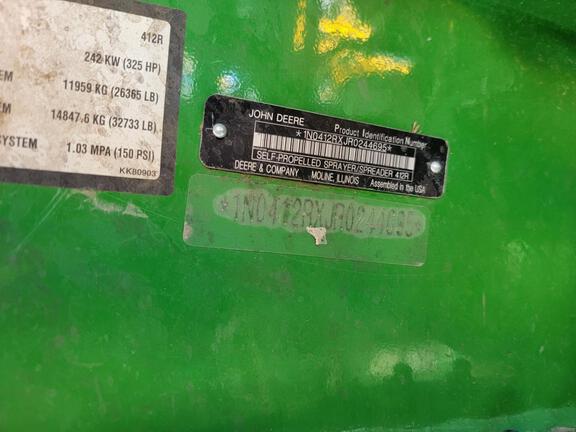 412R
242 KW (325 HP)
EM
11959 KG (26365 LB)
EM
14847.6 KG (32733 LB)
SYSTEM
1.03 MPA (150 PSI)
KK80903
JOHN DEERE
Product Identification Number
*1N0412RXJR0244695*
SELF-PROPELLED SPRAYER/SPREADER 412R
DEERE & COMPANY MOLINE, ILLINOIS Assembled in the USA
*1N0412RXJR0244695*